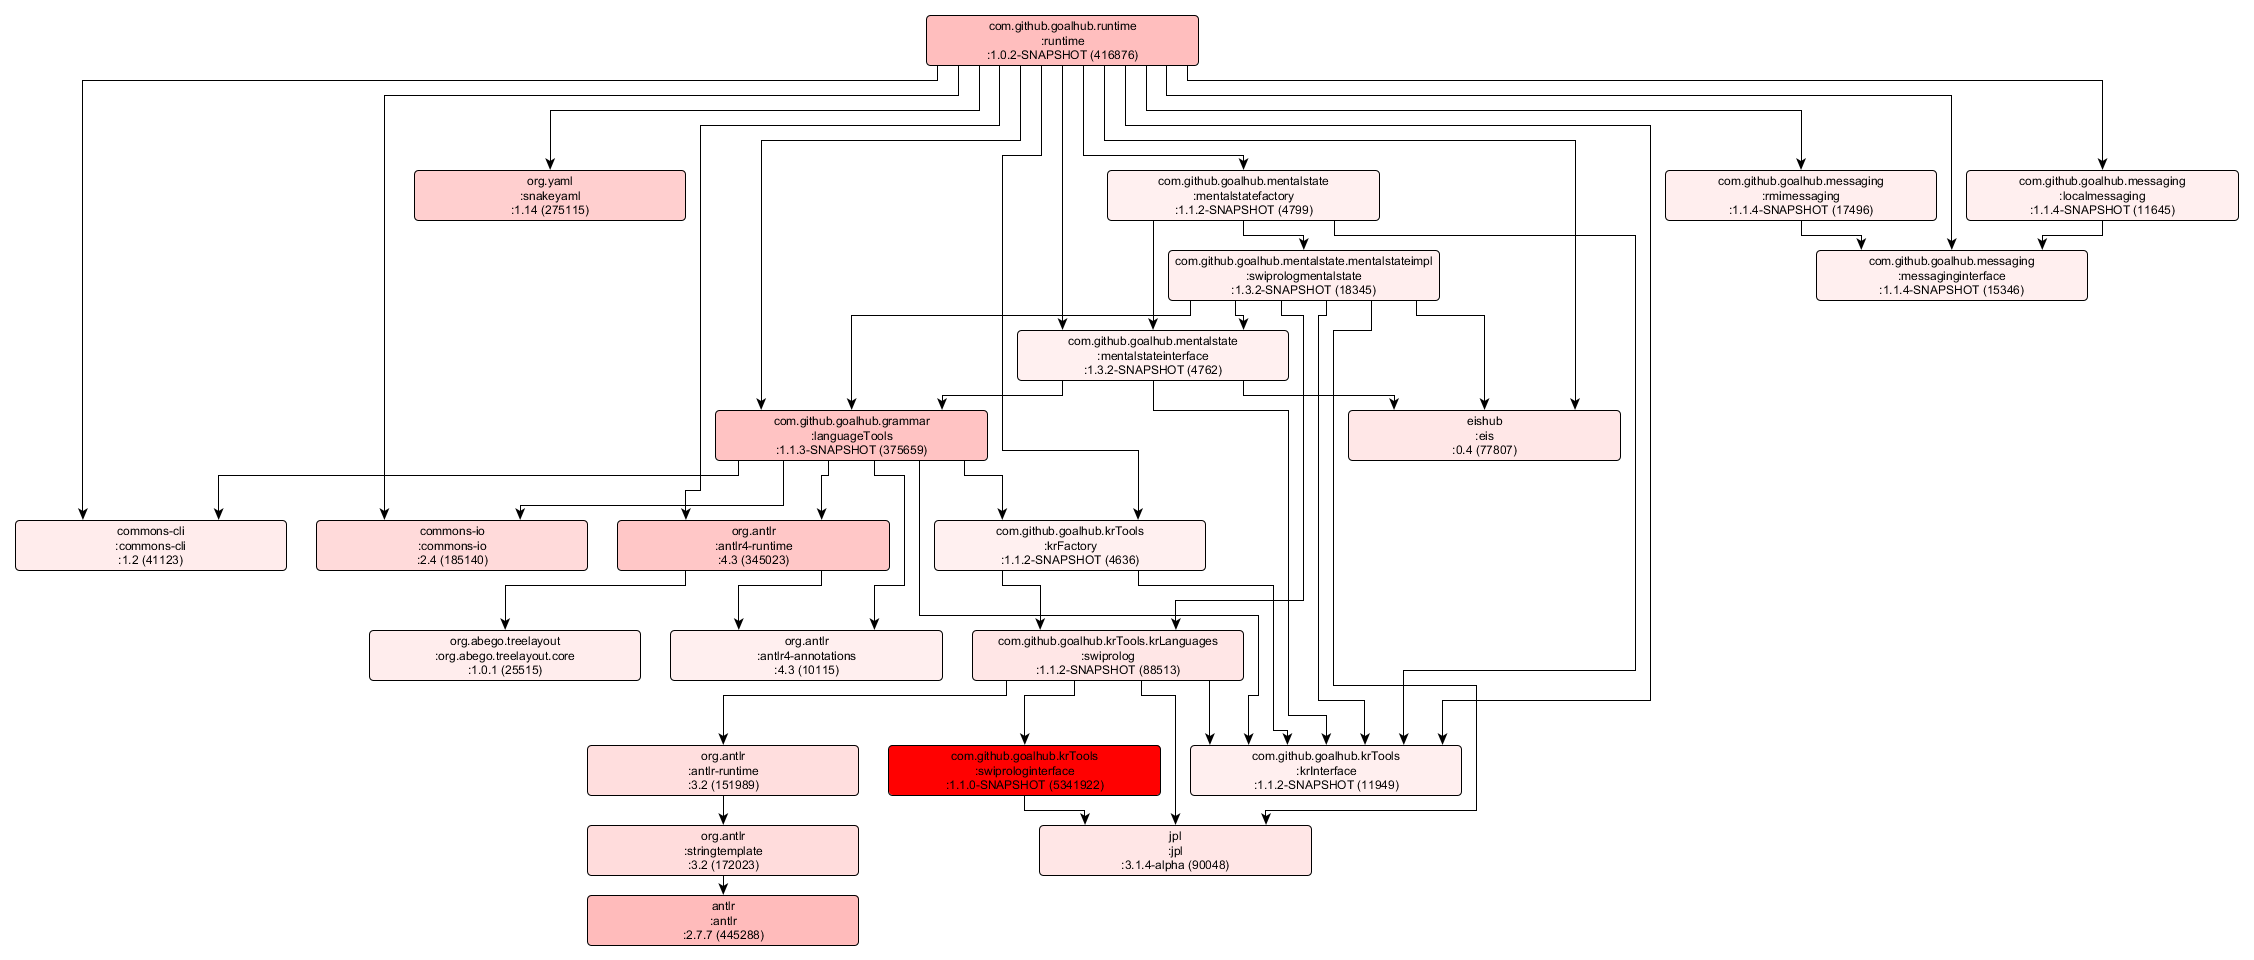 com.github.goalhub.runtime
:runtime
:1.0.2-SNAPSHOT (416876)
org.yaml
:snakeyaml
:1.14 (275115)
com.github.goalhub.mentalstate
:mentalstatefactory
:1.1.2-SNAPSHOT (4799)
com.github.goalhub.messaging
:rmimessaging
:1.1.4-SNAPSHOT (17496)
com.github.goalhub.messaging
:localmessaging
:1.1.4-SNAPSHOT (11645)
com.github.goalhub.mentalstate.mentalstateimpl
:swiprologmentalstate
:1.3.2-SNAPSHOT (18345)
com.github.goalhub.messaging
:messaginginterface
:1.1.4-SNAPSHOT (15346)
com.github.goalhub.mentalstate
:mentalstateinterface
:1.3.2-SNAPSHOT (4762)
com.github.goalhub.grammar
:languageTools
:1.1.3-SNAPSHOT (375659)
eishub
:eis
:0.4 (77807)
commons-cli
:commons-cli
:1.2 (41123)
commons-io
:commons-io
:2.4 (185140)
org.antlr
:antlr4-runtime
:4.3 (345023)
com.github.goalhub.krTools
:krFactory
:1.1.2-SNAPSHOT (4636)
org.abego.treelayout
:org.abego.treelayout.core
:1.0.1 (25515)
org.antlr
:antlr4-annotations
:4.3 (10115)
com.github.goalhub.krTools.krLanguages
:swiprolog
:1.1.2-SNAPSHOT (88513)
org.antlr
:antlr-runtime
:3.2 (151989)
com.github.goalhub.krTools
:swiprologinterface
:1.1.0-SNAPSHOT (5341922)
com.github.goalhub.krTools
:krInterface
:1.1.2-SNAPSHOT (11949)
org.antlr
:stringtemplate
:3.2 (172023)
jpl
:jpl
:3.1.4-alpha (90048)
antlr
:antlr
:2.7.7 (445288)